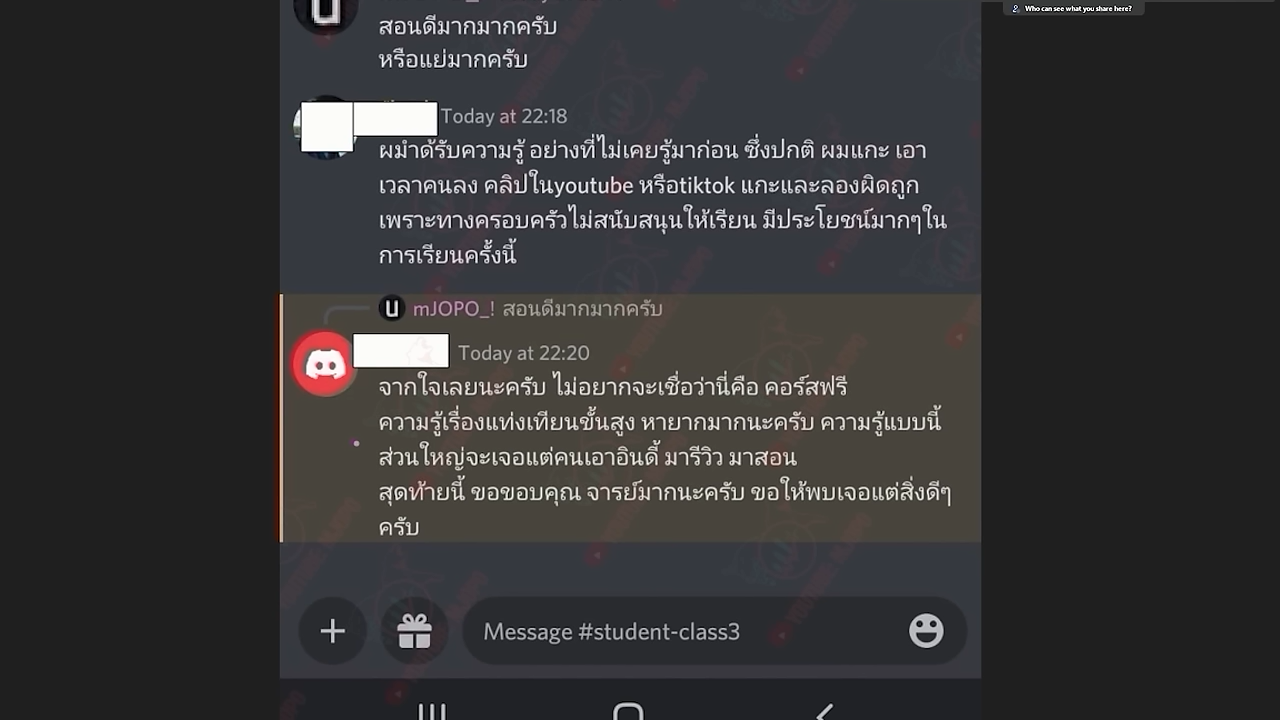 Who can see what you share here?
สอนดีมากมากครับ
หรือแย่มากครับ
Today at 22:18
ผมำด้รับความรู้ อย่างที่ไม่เคยรู้มาก่อน ซึ่งปกติ ผมแกะ เอา
เวลาคนลง คลิปในyoutube หรือtiktok แกะและลองผิดถูก
เพราะทางครอบครัวไม่สนับสนุนให้เรียน มีประโยชน์มากๆใน
การเรียนครั้งนี้
mJOPO_! สอนดีมากมากครับ
Today at 22:20
จากใจเลยนะครับ ไม่อยากจะเชื่อว่านี่คือ คอร์สฟรี
ความรู้เรื่องแท่งเทียนขั้นสูง หายากมากนะครับ ความรู้แบบนี้
ส่วนใหญ่จะเจอแต่คนเอาอินดี้ มารีวิว มาสอน
สุดท้ายนี้ ขอขอบคุณ จารย์มากนะครับ ขอให้พบเจอแต่สิ่งดีๆ
ครับ
Message #student-class3